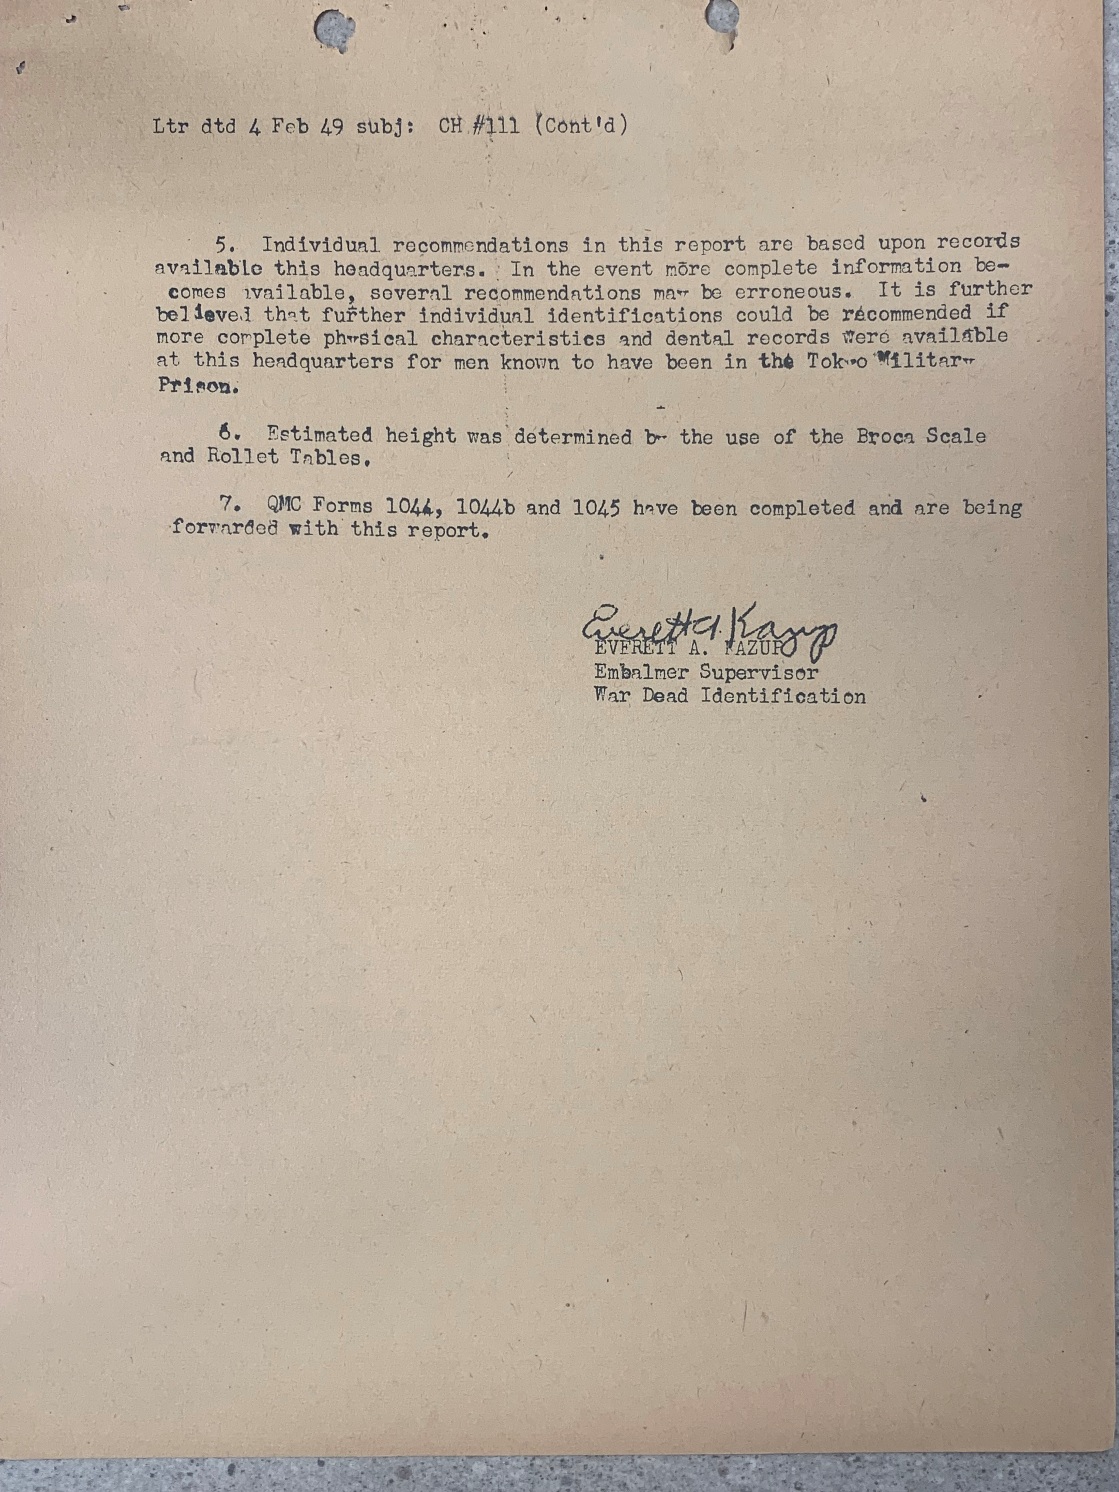 Ltr dtd 4 Feb 49 subj: CH #111 (Cont'd)
5. Individual recommendations in this report are based upon records
available this headquarters. In the event more complete information be-
comes available, several recommendations may be erroneous. It is further
believed that further individual identifications could be recommended if
more complete physical characteristics and dental records were available
at this headquarters for men known to have been in the Tokyo Military
Prison.
6. Estimated height was determined by the use of the Broca Scale
and Rollet Tables.
7. QMC Forms 1044, 1044b and 1045 have been completed and are being
forwarded with this report.
Everett A.
EVERETT A.
Embalmer Supervisor
War Dead Identification